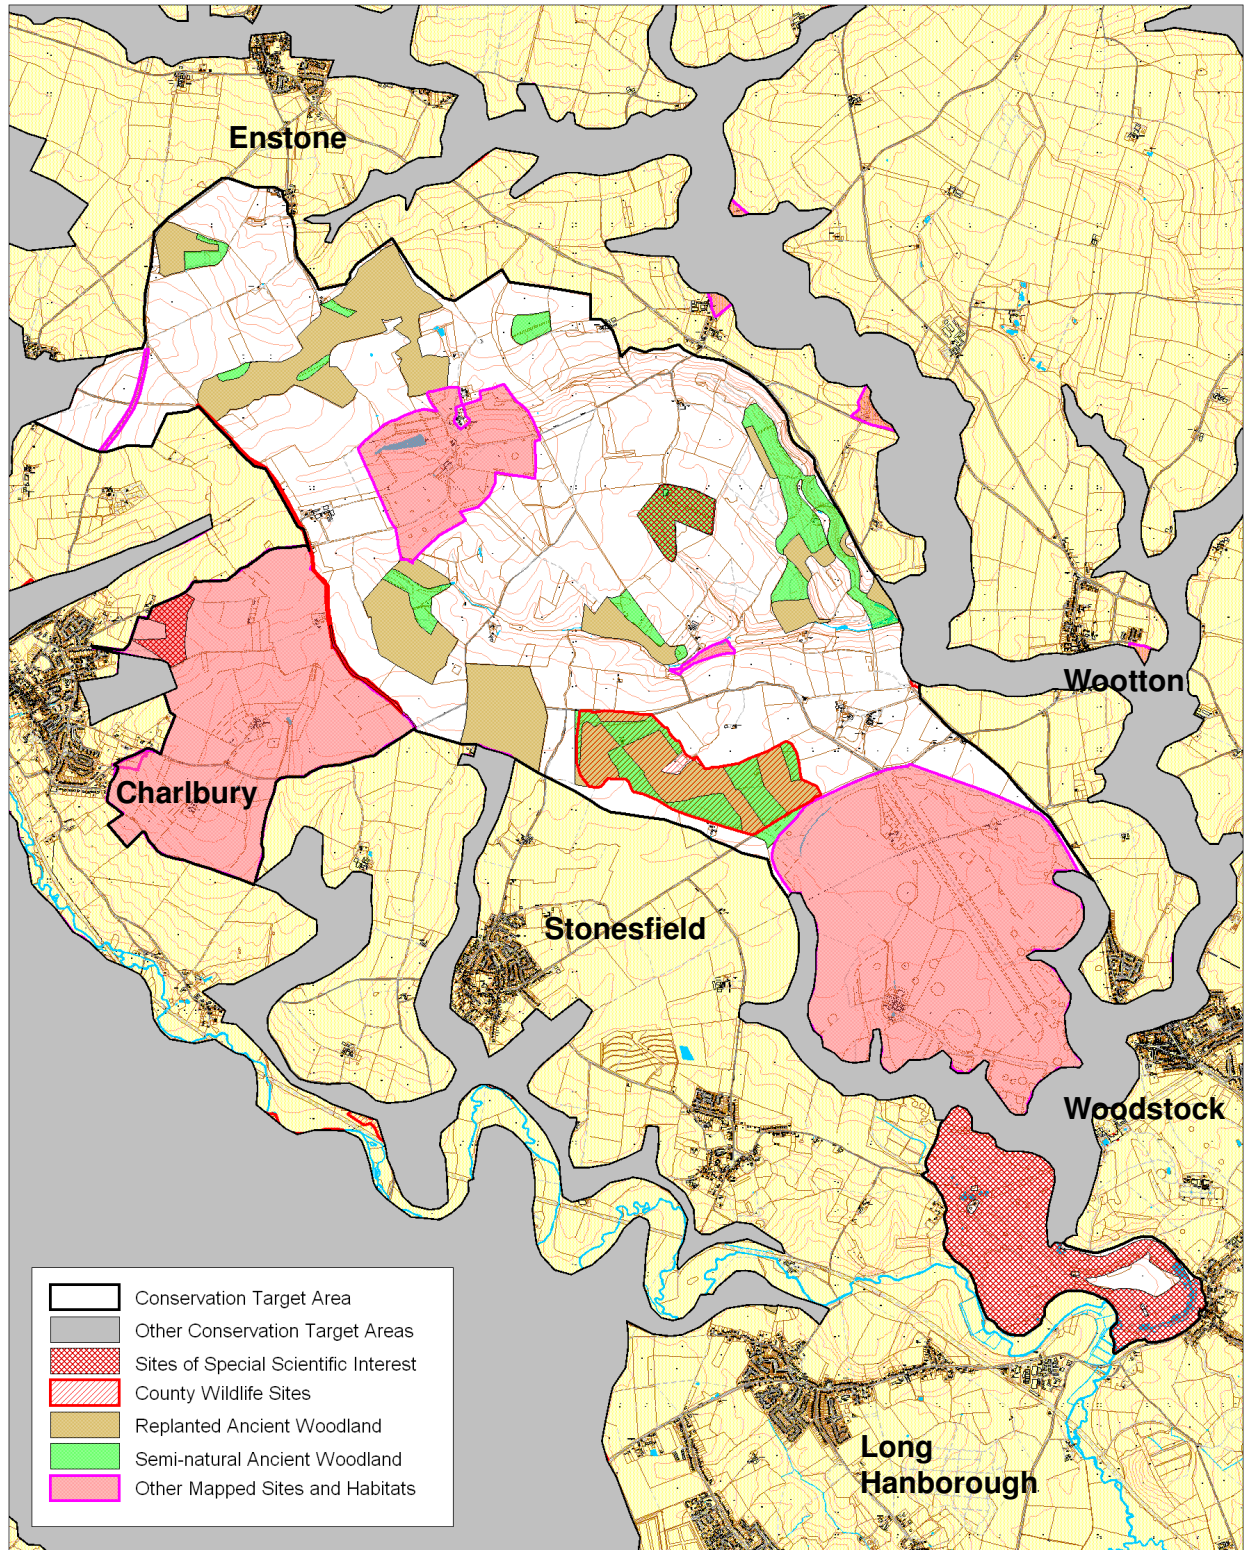 Enstone
Wootton
Charlbury
Stonesfield
Woodstock
Long
Hanborough
Conservation Target Area
Other Conservation Target Areas
Sites of Special Scientific Interest
County Wildlife Sites
Replanted Ancient Woodland
Semi-natural Ancient Woodland
Other Mapped Sites and Habitats